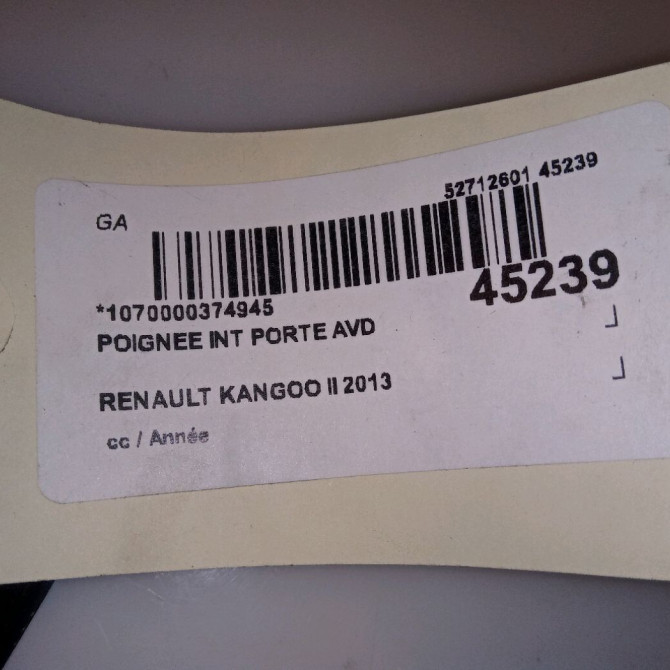 52712601 45239
GA
45239
*1070000374945
POIGNEE INT PORTE AVD
RENAULT KANGOO II 2013
cc / Année